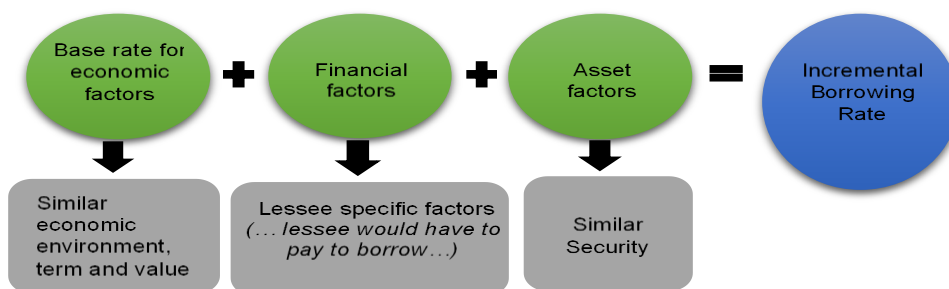 Base rate for
economic
factors
Financial
factors
Asset
factors
Incremental
Borrowing
Rate
Similar
economic
environment,
term and value
Lessee specific factors
(… lessee would have to
pay to borrow…)
Similar
Security